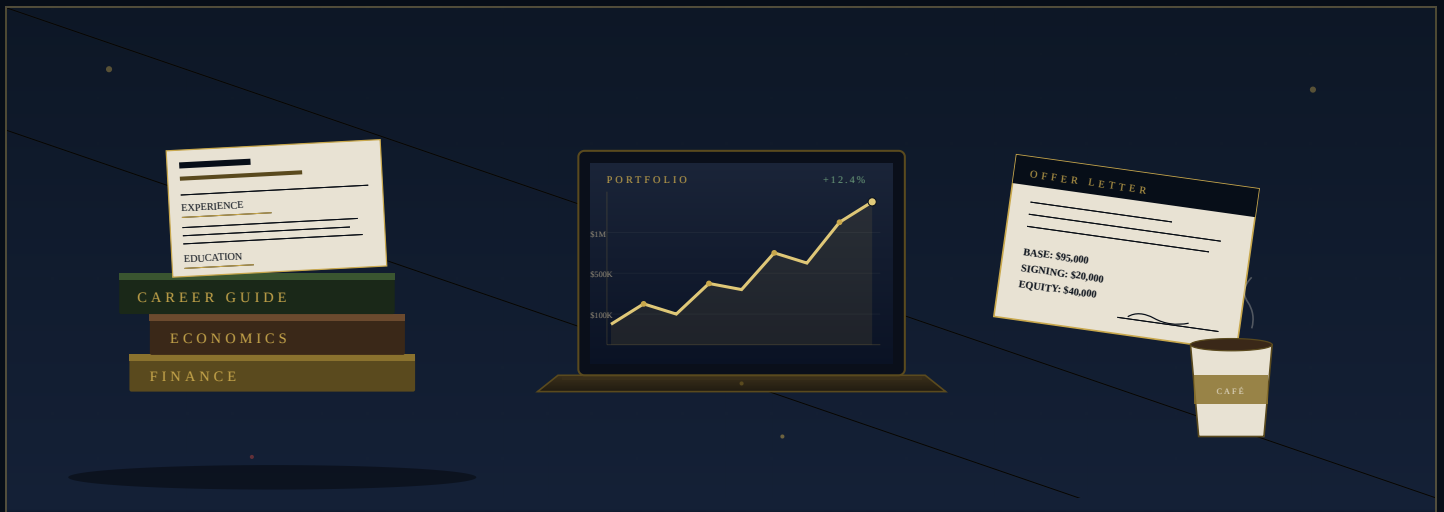 EXPERIENCE
EDUCATION
CAREER GUIDE
ECONOMICS
FINANCE
PORTFOLIO +12.4%
$1M
$500K
$100K
OFFER LETTER
BASE: $95,000
SIGNING: $20,000
EQUITY: $40,000
CAFÉ